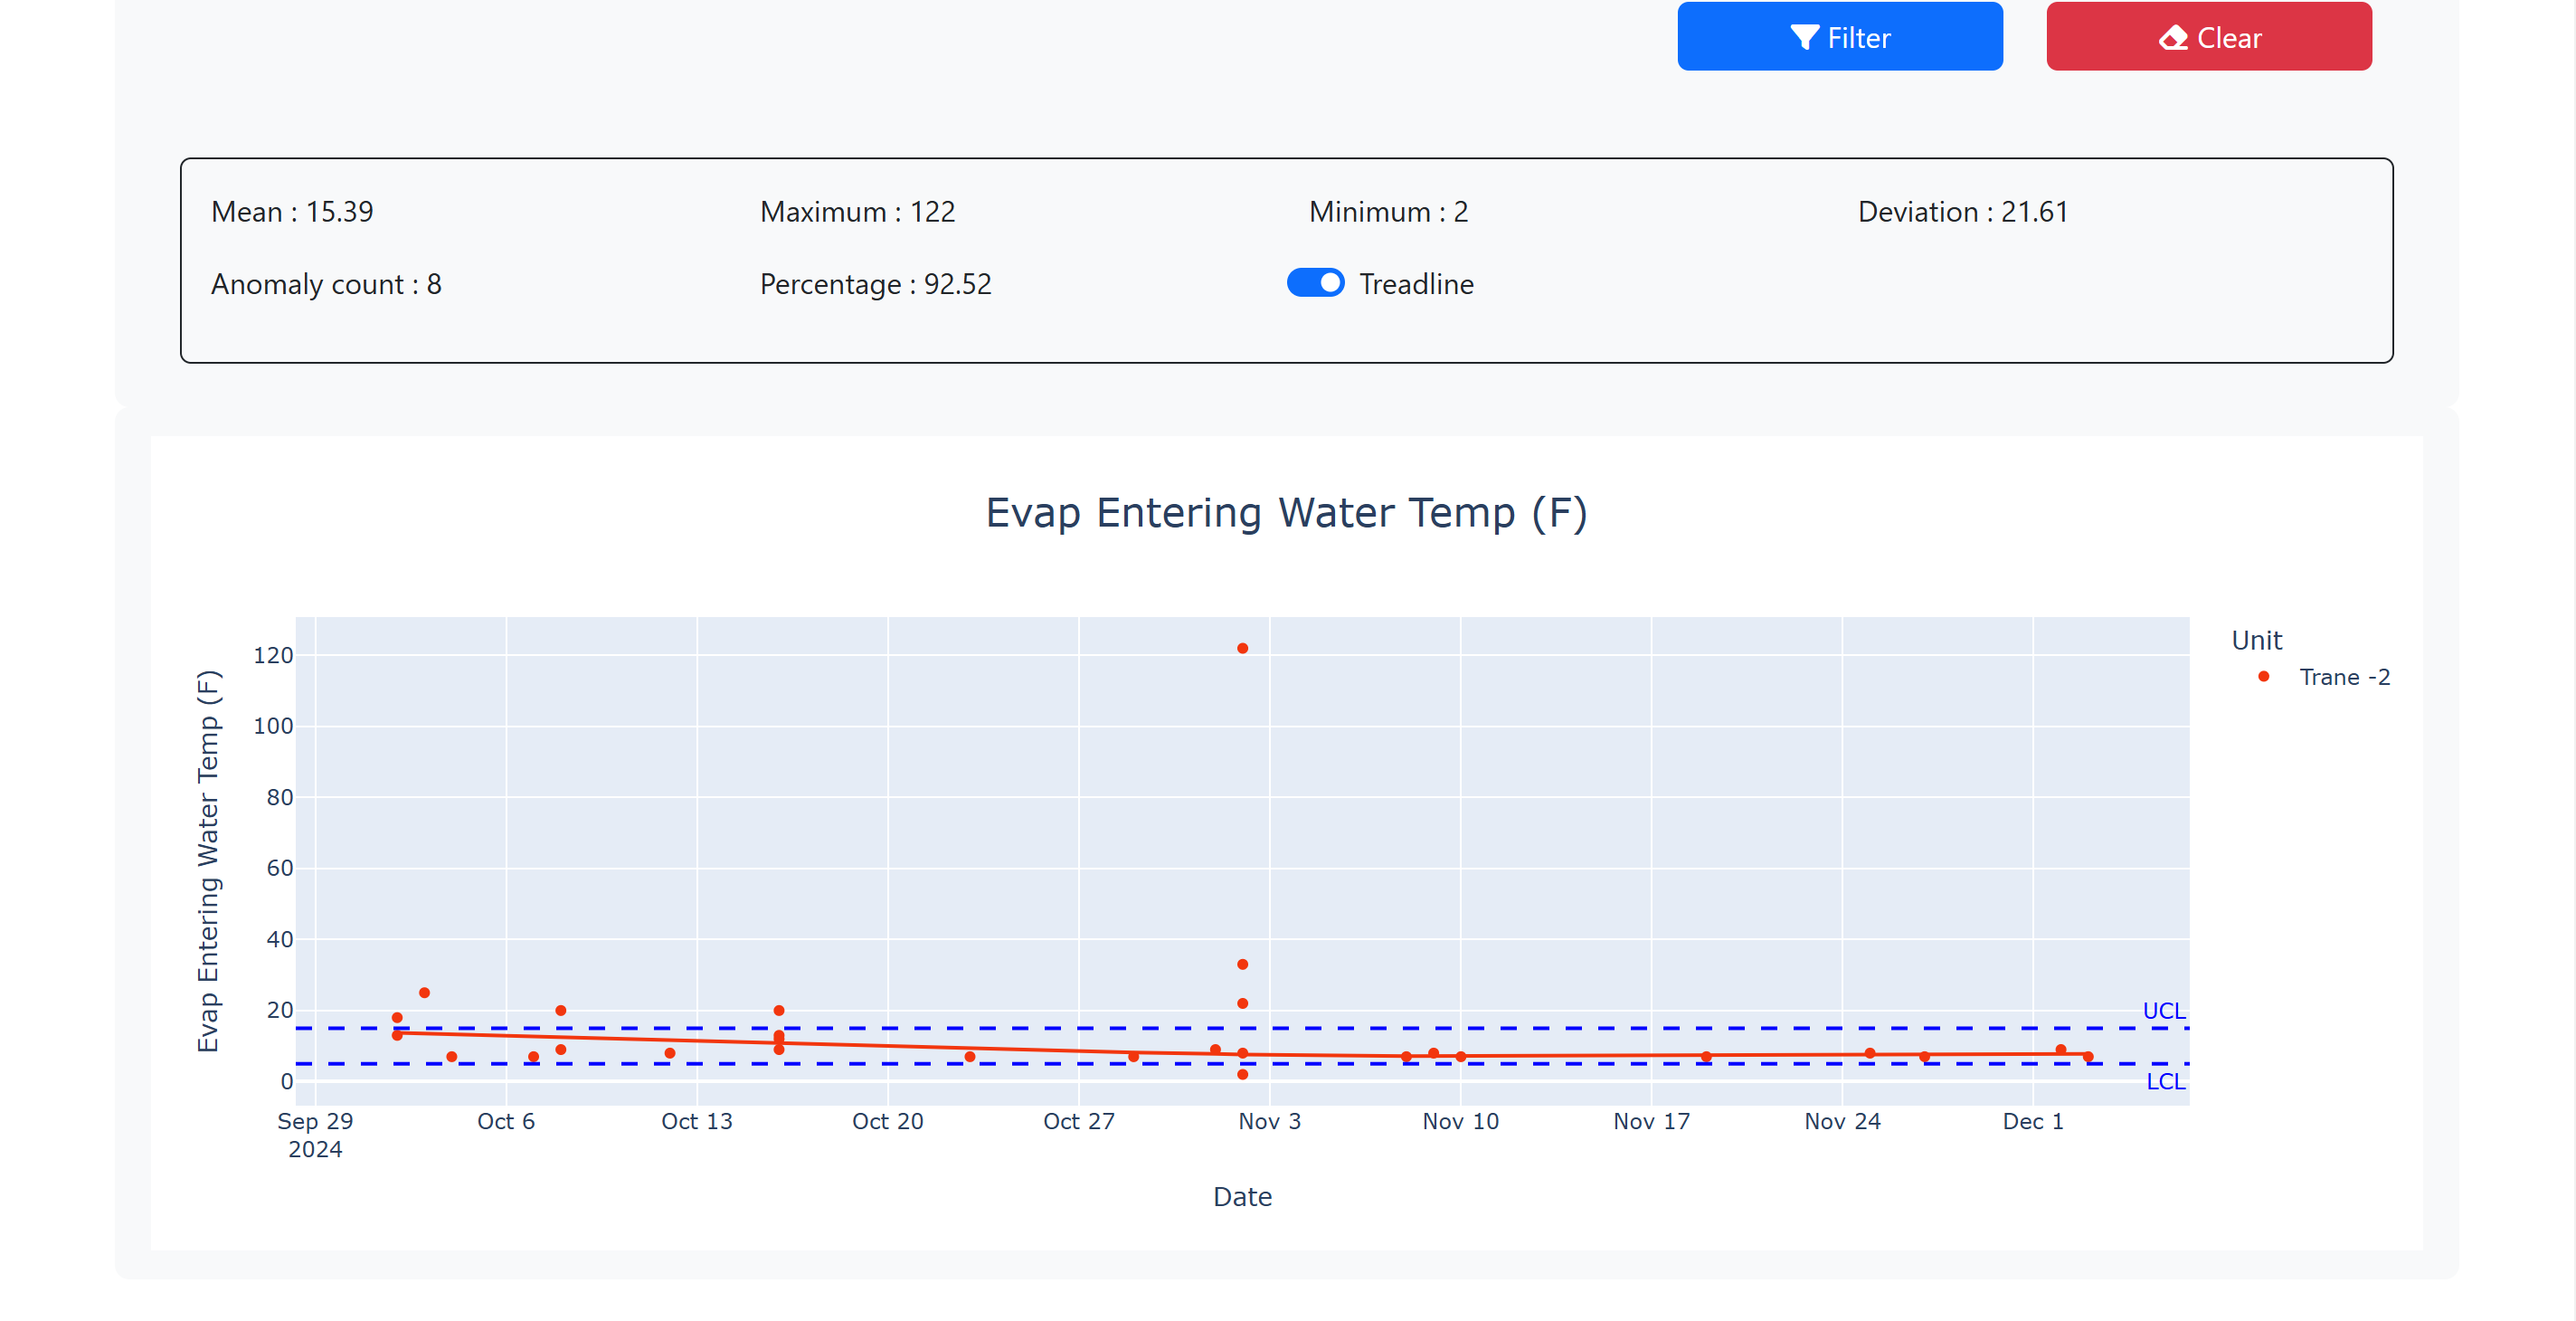 Filter
Clear
Mean : 15.39
Maximum : 122
Minimum : 2
Deviation : 21.61
Anomaly count : 8
Percentage : 92.52
Treadline
Evap Entering Water Temp (F)
Unit
Trane -2
Evap Entering Water Temp (F)
120
100
80
60
40
20
0
UCL
LCL
Sep 29
2024
Oct 6
Oct 13
Oct 20
Oct 27
Nov 3
Nov 10
Nov 17
Nov 24
Dec 1
Date